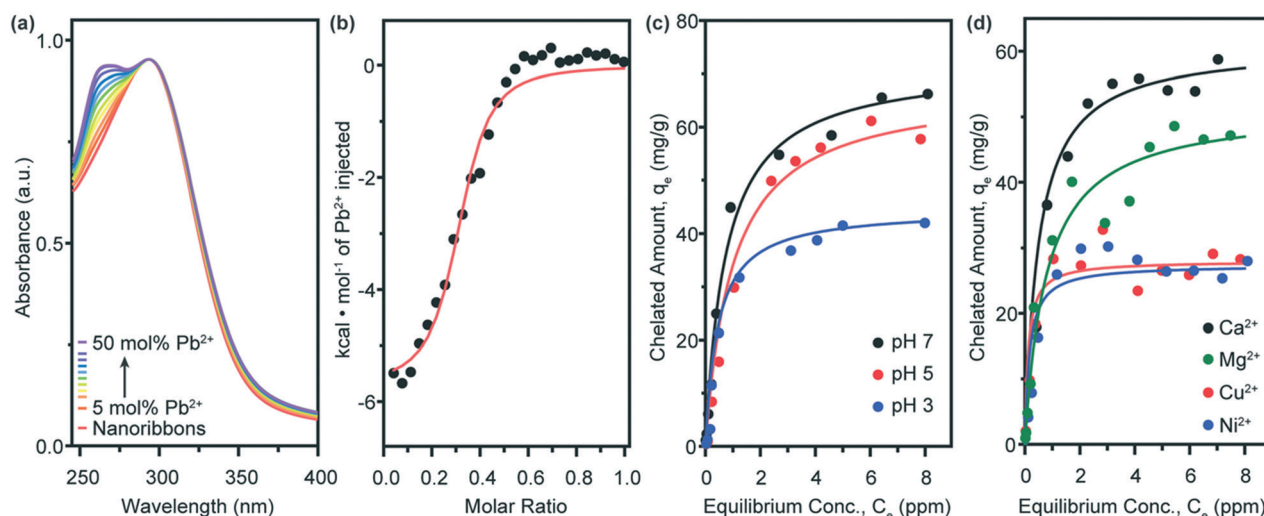 (a)
1.0
0.5
0.0
Absorbance (a.u.)
50 mol% Pb²⁺
5 mol% Pb²⁺
Nanoribbons
250 300 350 400
Wavelength (nm)
(b)
0
-2
-4
-6
kcal • mol⁻¹ of Pb²⁺ injected
0.0 0.2 0.4 0.6 0.8 1.0
Molar Ratio
(c)
80
60
40
20
0
Chelated Amount, qₑ (mg/g)
pH 7
pH 5
pH 3
0 2 4 6 8
Equilibrium Conc., Cₑ (ppm)
(d)
60
40
20
0
Chelated Amount, qₑ (mg/g)
Ca²⁺
Mg²⁺
Cu²⁺
Ni²⁺
0 2 4 6 8
Equilibrium Conc., Cₑ (ppm)